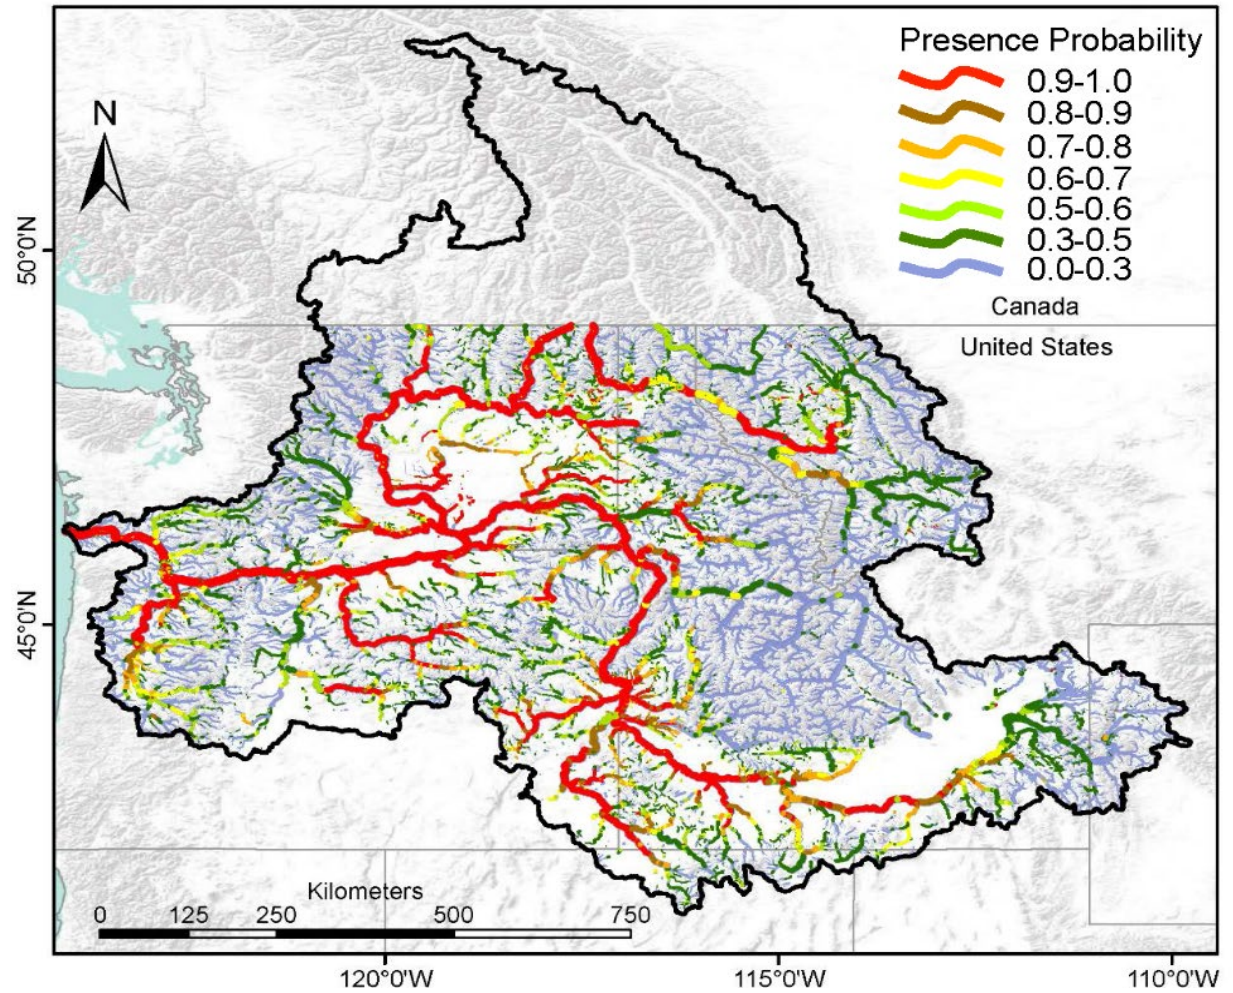 Presence Probability
0.9-1.0
0.8-0.9
0.7-0.8
0.6-0.7
0.5-0.6
0.3-0.5
0.0-0.3
N
50°0'N
Canada
United States
45°0'N
Kilometers
0 125 250 500 750
120°0'W 115°0'W 110°0'W